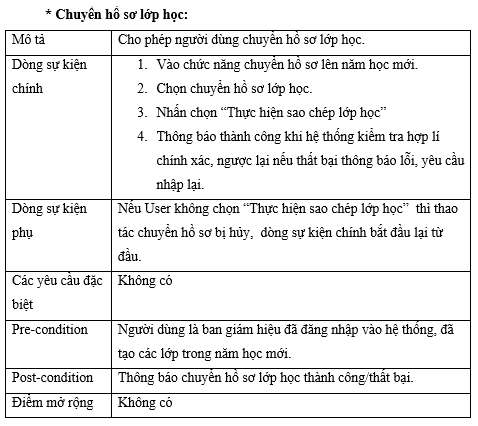 * Chuyển hồ sơ lớp học:
Mô tả
Cho phép người dùng chuyển hồ sơ lớp học.
Dòng sự kiện
chính
1. Vào chức năng chuyển hồ sơ lên năm học mới.
2. Chọn chuyển hồ sơ lớp học.
3. Nhấn chọn “Thực hiện sao chép lớp học”
4. Thông báo thành công khi hệ thống kiểm tra hợp lí
chính xác, ngược lại nếu thất bại thông báo lỗi, yêu cầu
nhập lại.
Dòng sự kiện
phụ
Nếu User không chọn “Thực hiện sao chép lớp học” thì thao
tác chuyển hồ sơ bị hủy, dòng sự kiện chính bắt đầu lại từ
đầu.
Các yêu cầu đặc
biệt
Không có
Pre-condition
Người dùng là ban giám hiệu đã đăng nhập vào hệ thống, đã
tạo các lớp trong năm học mới.
Post-condition
Thông báo chuyển hồ sơ lớp học thành công/thất bại.
Điểm mở rộng
Không có